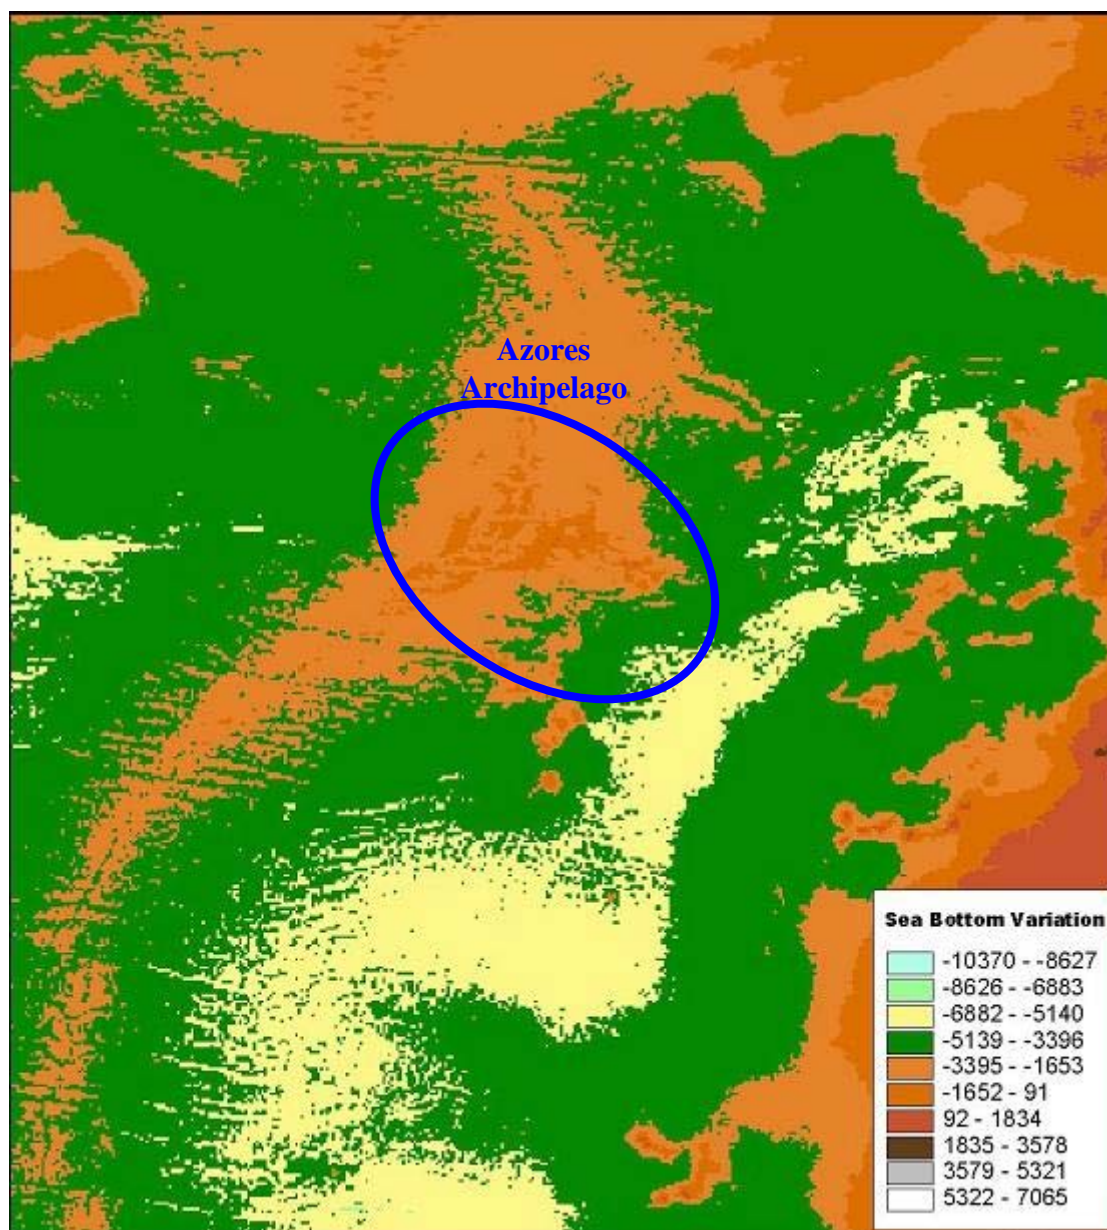 Azores
Archipelago
Sea Bottom Variation
-10370 - -8627
-8626 - -6883
-6882 - -5140
-5139 - -3396
-3395 - -1653
-1652 - 91
92 - 1834
1835 - 3578
3579 - 5321
5322 - 7065